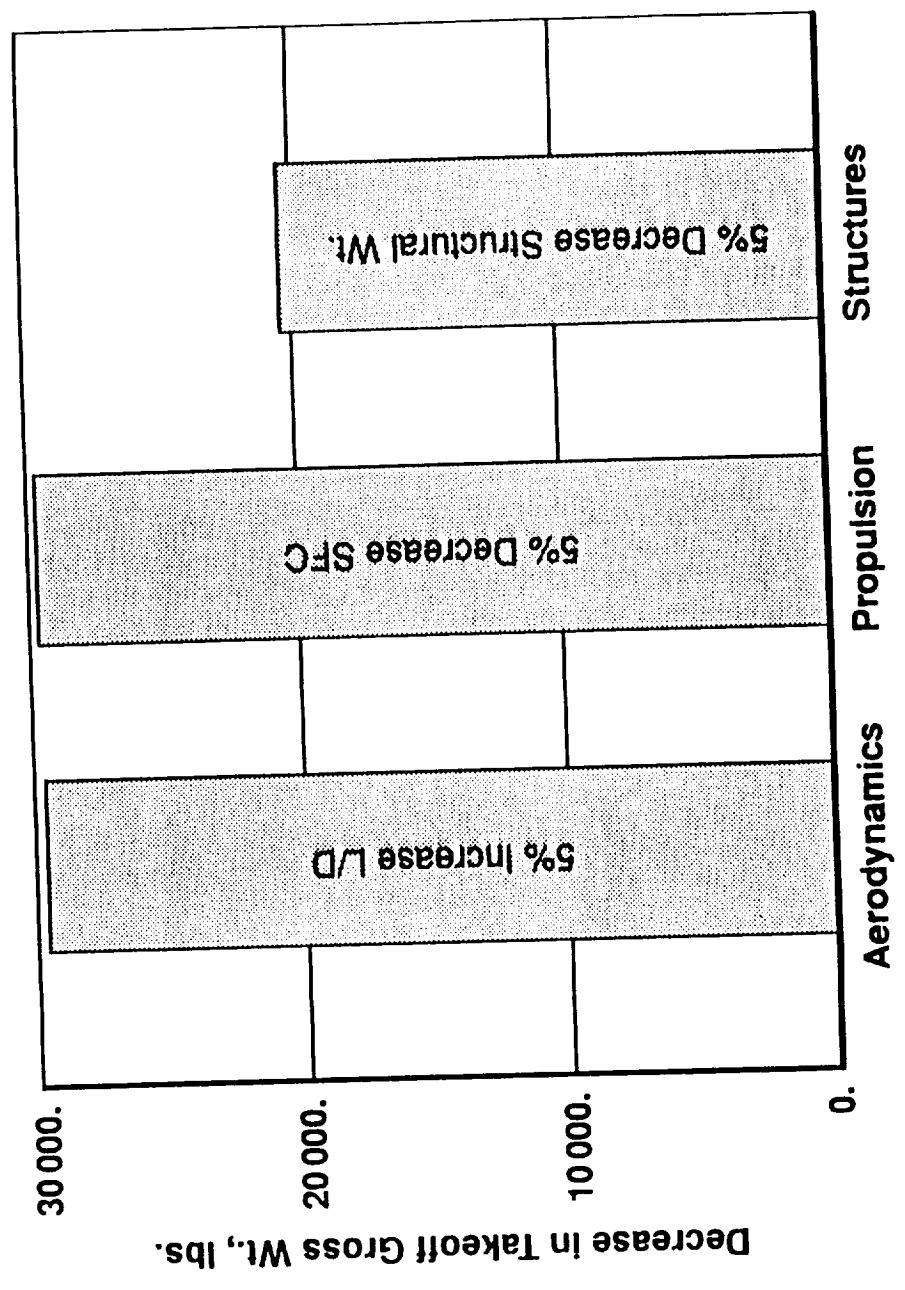 Decrease in Takeoff Gross Wt., lbs.
30 000.
20 000.
10 000.
0.
5% Increase L/D
5% Decrease SFC
5% Decrease Structural Wt.
Aerodynamics
Propulsion
Structures